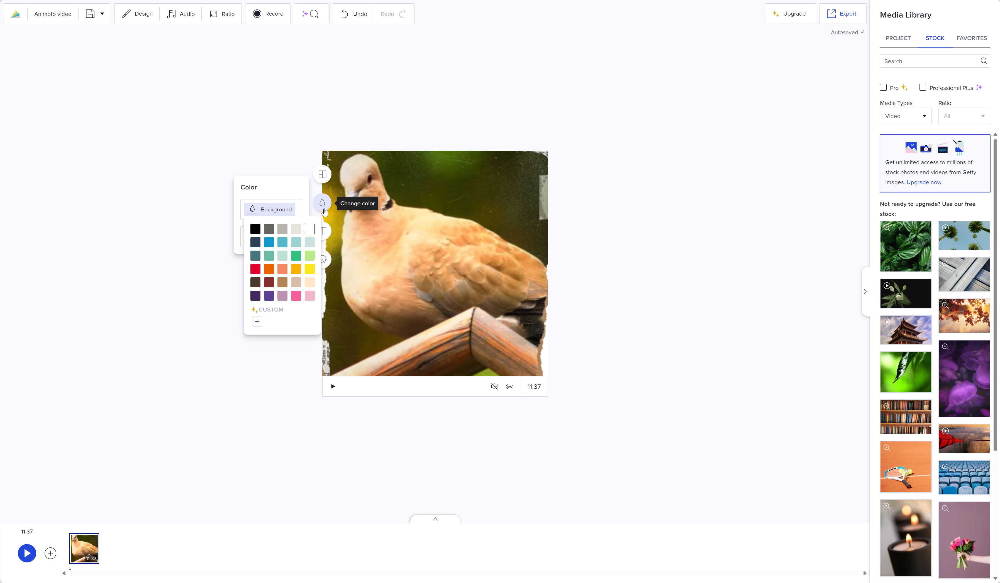 Animoto video
Design
Audio
Ratio
Record
Undo
Redo
Upgrade
Export
Autosaved
Media Library
PROJECT
STOCK
FAVORITES
Search
Pro
Professional Plus
Media Types
Ratio
Video
All
Get unlimited access to millions of
stock photos and videos from Getty
Images. Upgrade now.
Not ready to upgrade? Use our free
stock:
Color
Background
Change color
CUSTOM
11:37
11:37
11:37